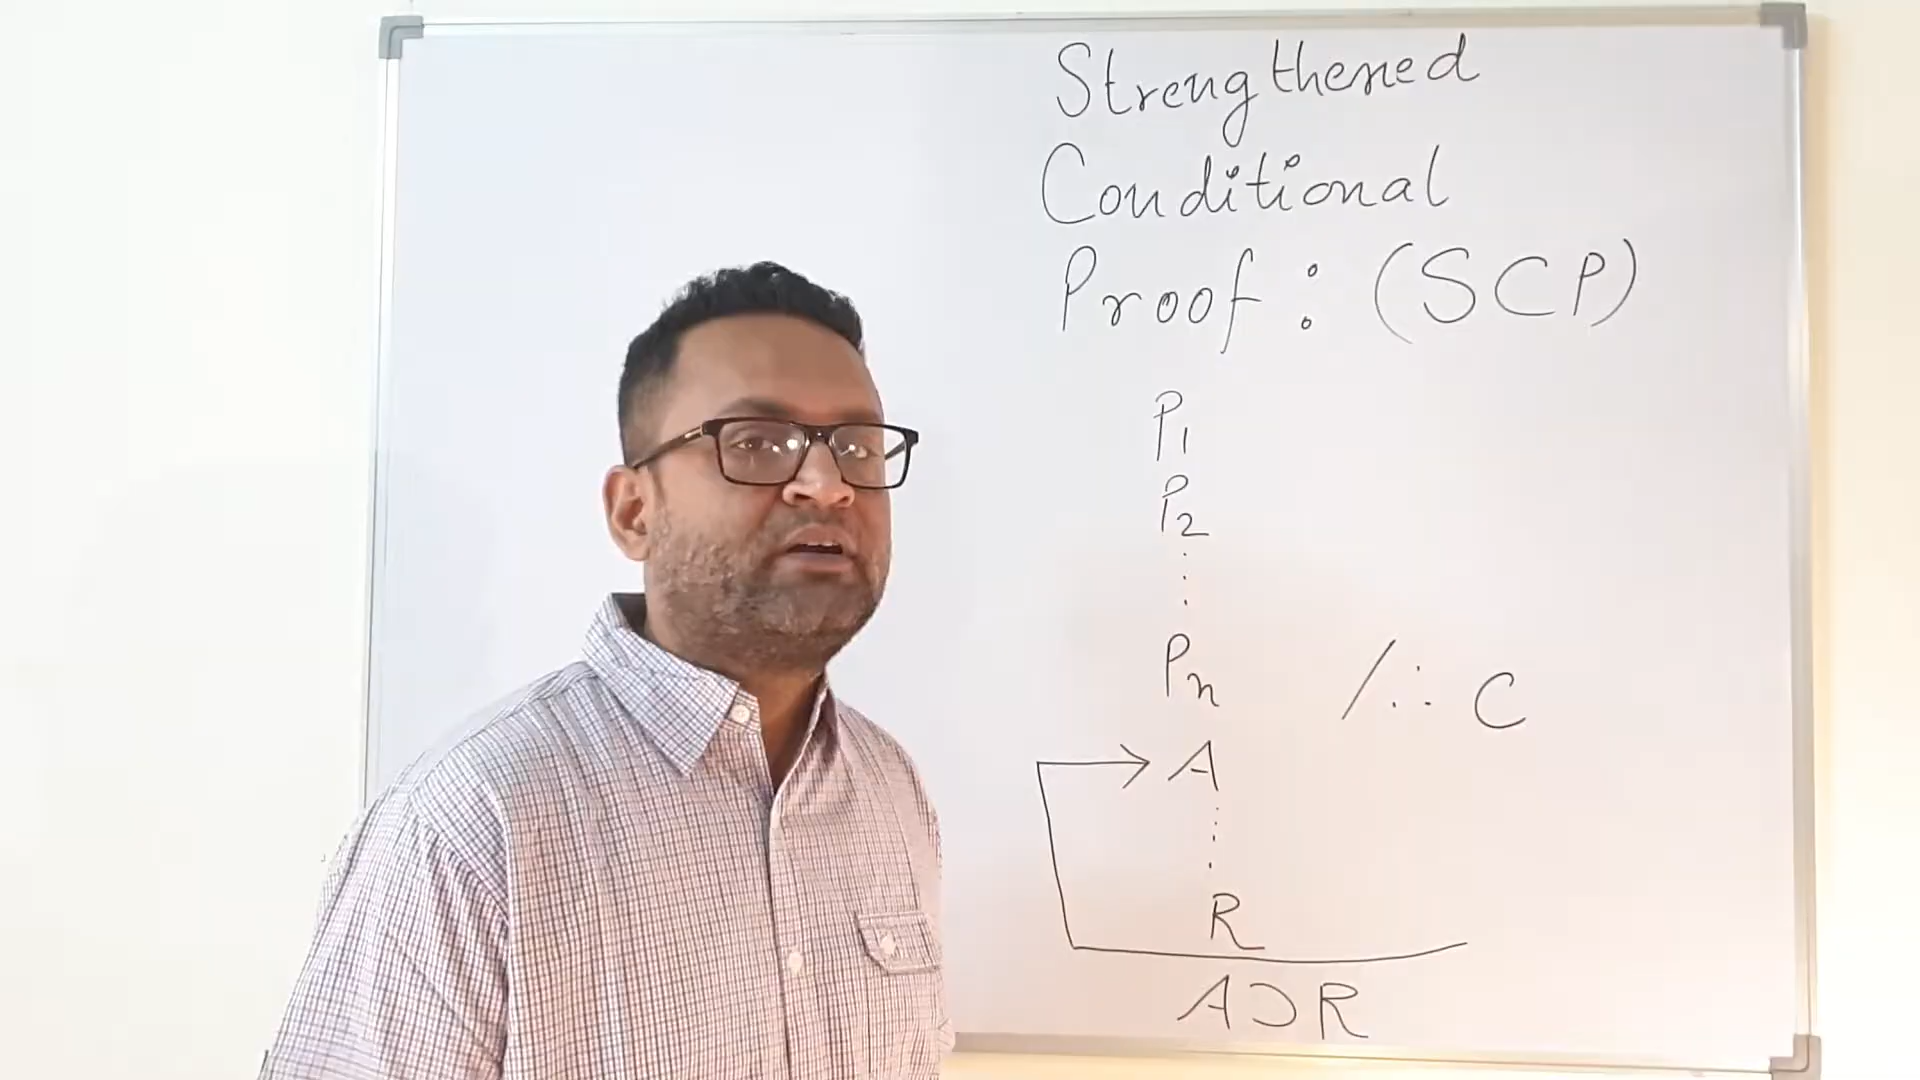 Strengthened
Conditional
Proof: (SCP)
P1
P2
⋮
Pn /∴ C
→ A
⋮
R
A⊃R